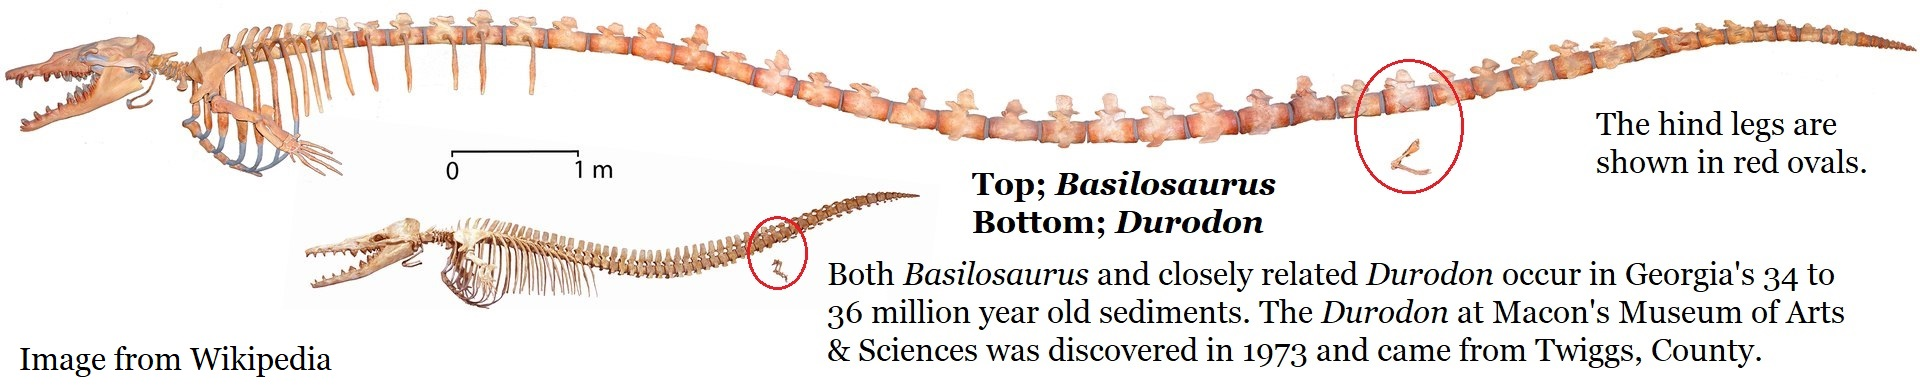 The hind legs are
shown in red ovals.
0 1 m
Top; Basilosaurus
Bottom; Durodon
Both Basilosaurus and closely related Durodon occur in Georgia's 34 to
36 million year old sediments. The Durodon at Macon's Museum of Arts
& Sciences was discovered in 1973 and came from Twiggs, County.
Image from Wikipedia